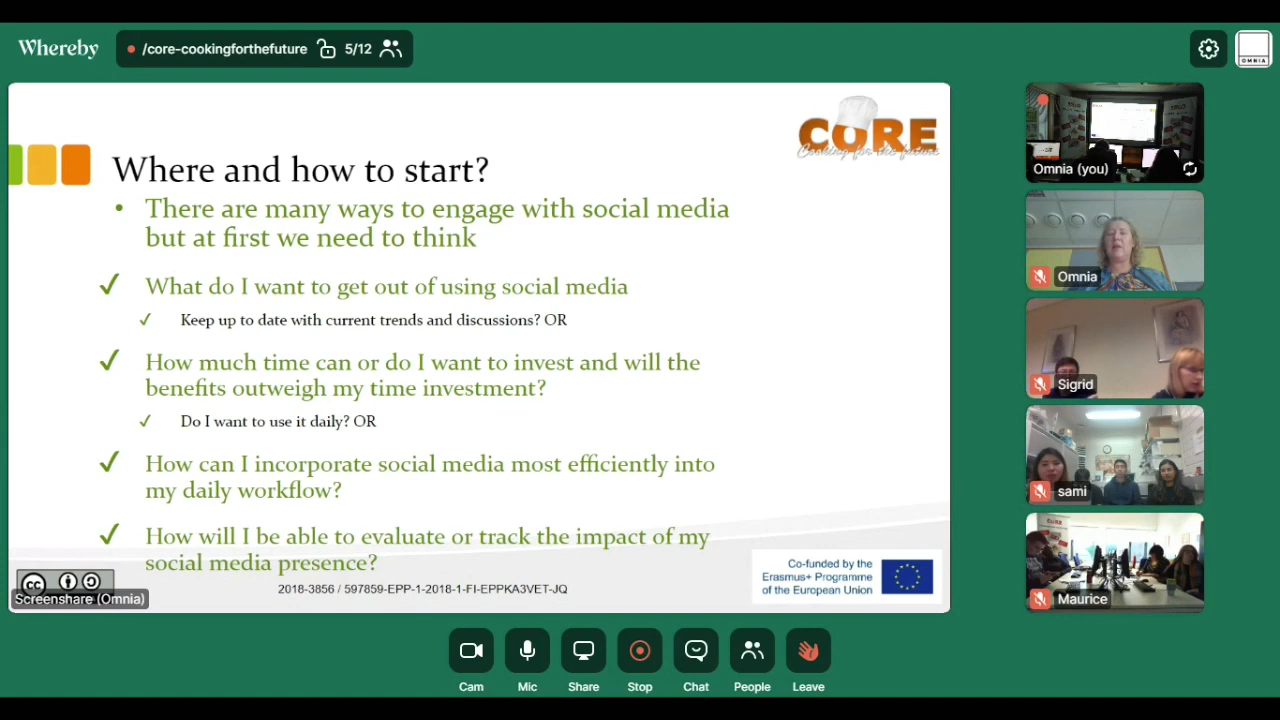 Whereby
/core-cookingforthefuture 5/12
OMNIA
CORE
Cooking for the future
Where and how to start?
• There are many ways to engage with social media
but at first we need to think
✓ What do I want to get out of using social media
✓ Keep up to date with current trends and discussions? OR
✓ How much time can or do I want to invest and will the
benefits outweigh my time investment?
✓ Do I want to use it daily? OR
✓ How can I incorporate social media most efficiently into
my daily workflow?
✓ How will I be able to evaluate or track the impact of my
social media presence?
cc
Screenshare (Omnia)
2018-3856 / 597859-EPP-1-2018-1-FI-EPPKA3VET-JQ
Co-funded by the
Erasmus+ Programme
of the European Union
Omnia (you)
Omnia
Sigrid
sami
CORE
Maurice
Cam
Mic
Share
Stop
Chat
People
Leave